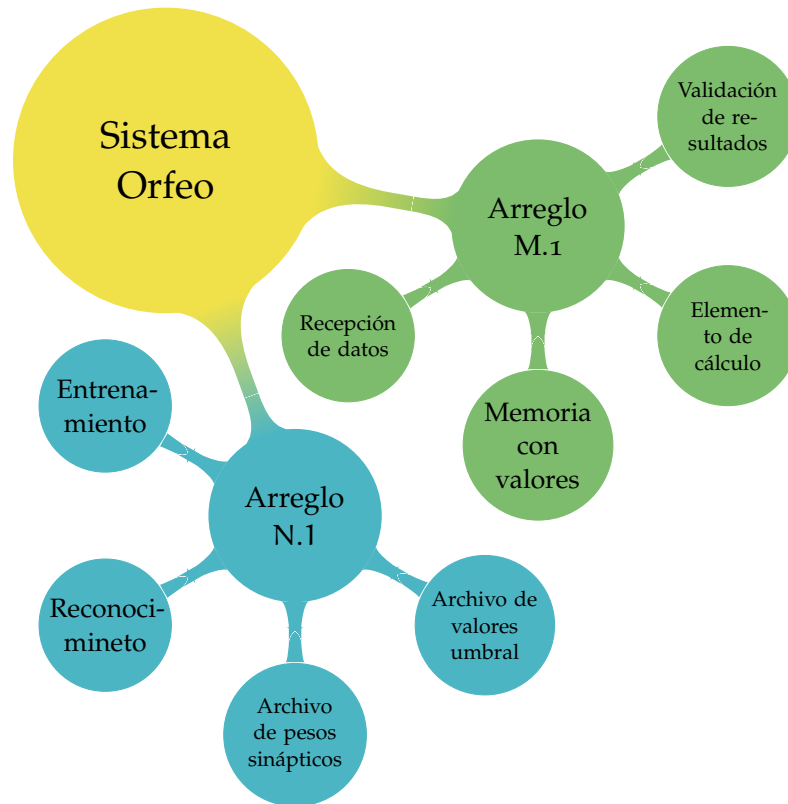 Sistema
Orfeo
Arreglo
M.1
Validación
de re-
sultados
Elemen-
to de
cálculo
Memoria
con
valores
Recepción
de datos
Arreglo
N.1
Entrena-
miento
Reconoci-
mineto
Archivo
de pesos
sinápticos
Archivo de
valores
umbral